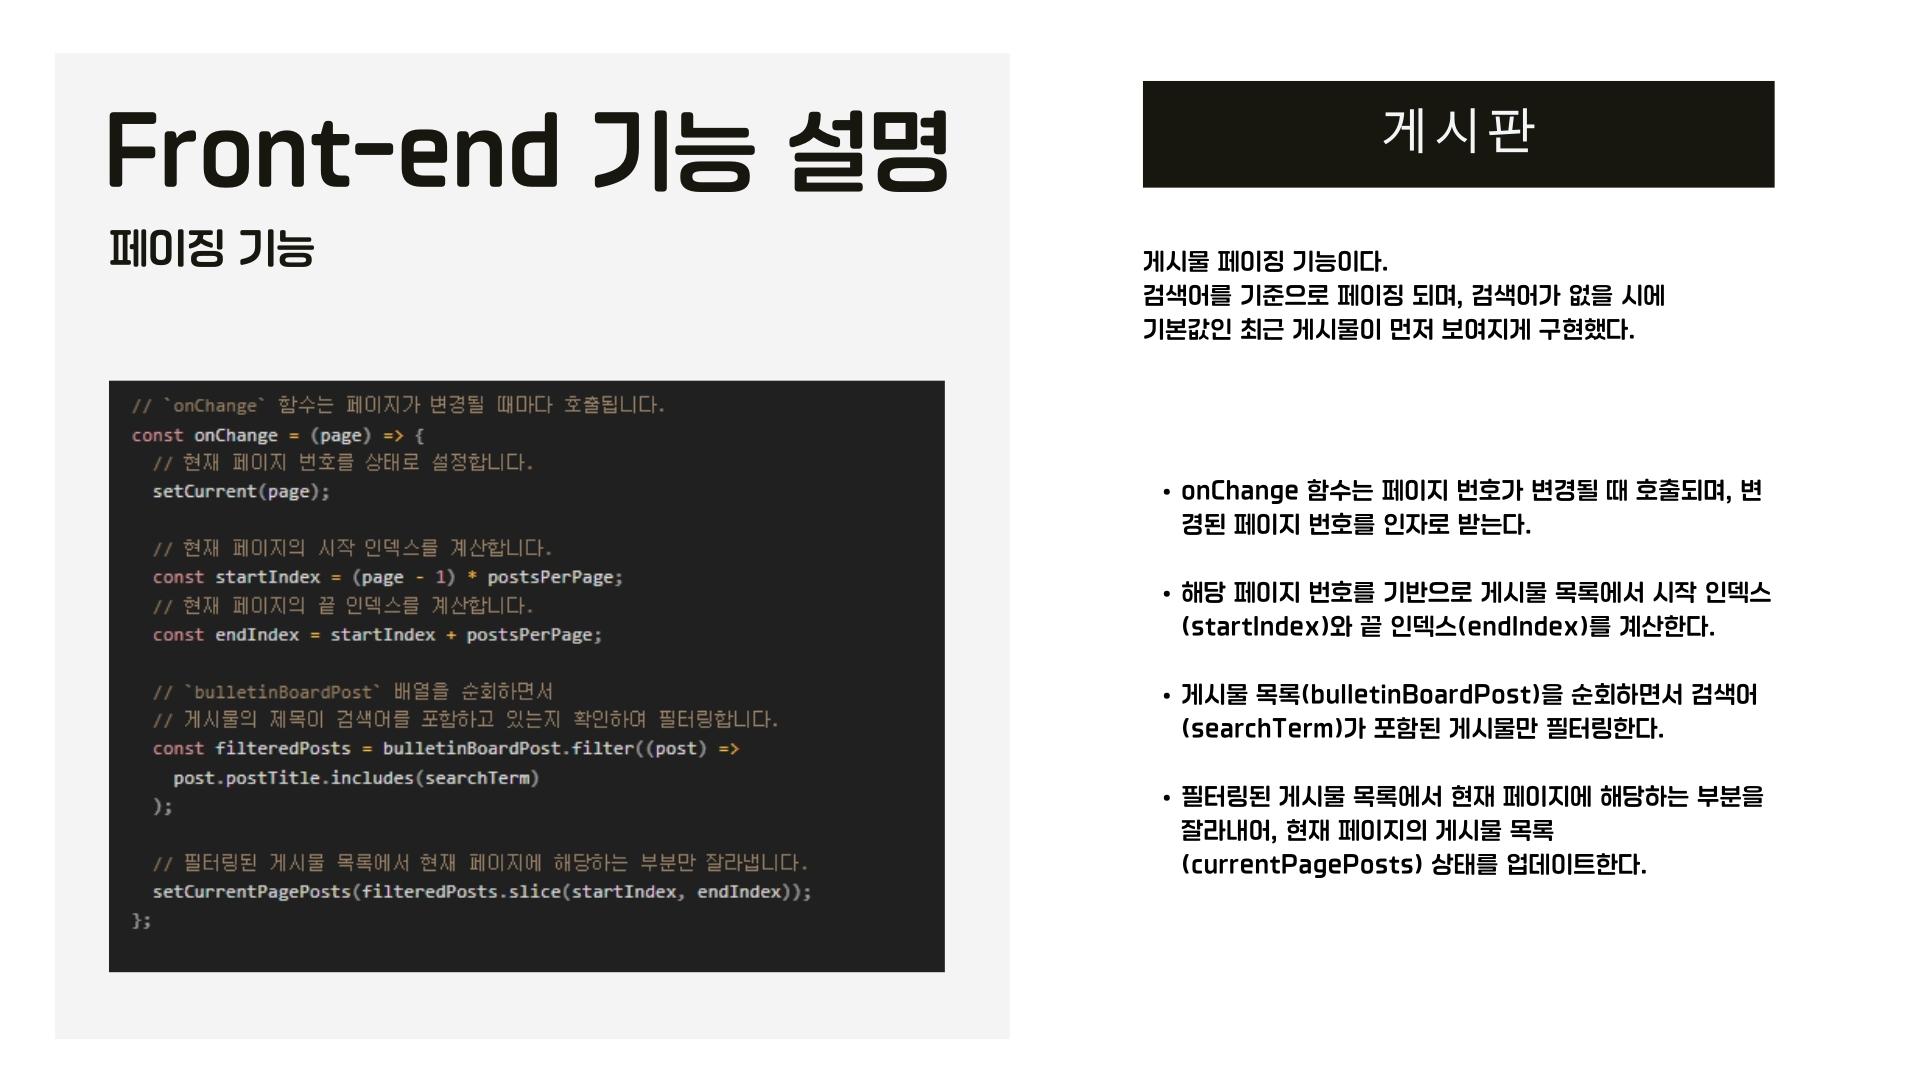 Front-end 기능 설명
페이징 기능
// `onChange` 함수는 페이지가 변경될 때마다 호출됩니다.
const onChange = (page) => {
// 현재 페이지 번호를 상태로 설정합니다.
setCurrent(page);
// 현재 페이지의 시작 인덱스를 계산합니다.
const startIndex = (page - 1) * postsPerPage;
// 현재 페이지의 끝 인덱스를 계산합니다.
const endIndex = startIndex + postsPerPage;
// `bulletinBoardPost` 배열을 순회하면서
// 게시물의 제목이 검색어를 포함하고 있는지 확인하여 필터링합니다.
const filteredPosts = bulletinBoardPost.filter((post) =>
post.postTitle.includes(searchTerm)
);
// 필터링된 게시물 목록에서 현재 페이지에 해당하는 부분만 잘라냅니다.
setCurrentPagePosts(filteredPosts.slice(startIndex, endIndex));
};
게시판
게시물 페이징 기능이다.
검색어를 기준으로 페이징 되며, 검색어가 없을 시에
기본값인 최근 게시물이 먼저 보여지게 구현했다.
• onChange 함수는 페이지 번호가 변경될 때 호출되며, 변
경된 페이지 번호를 인자로 받는다.
• 해당 페이지 번호를 기반으로 게시물 목록에서 시작 인덱스
(startIndex)와 끝 인덱스(endIndex)를 계산한다.
• 게시물 목록(bulletinBoardPost)을 순회하면서 검색어
(searchTerm)가 포함된 게시물만 필터링한다.
• 필터링된 게시물 목록에서 현재 페이지에 해당하는 부분을
잘라내어, 현재 페이지의 게시물 목록
(currentPagePosts) 상태를 업데이트한다.